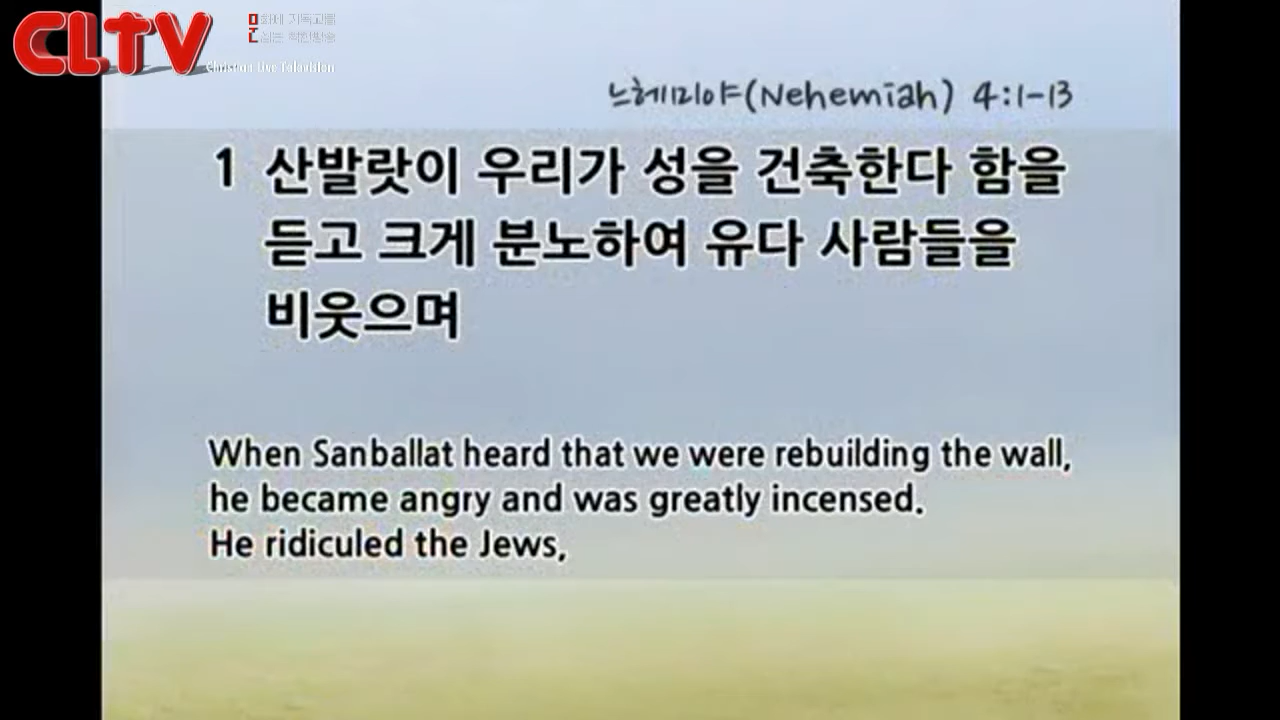 CLTV
Christian Live Television
느헤미야(Nehemiah) 4:1-13
1 산발랏이 우리가 성을 건축한다 함을
듣고 크게 분노하여 유다 사람들을
비웃으며
When Sanballat heard that we were rebuilding the wall,
he became angry and was greatly incensed.
He ridiculed the Jews,